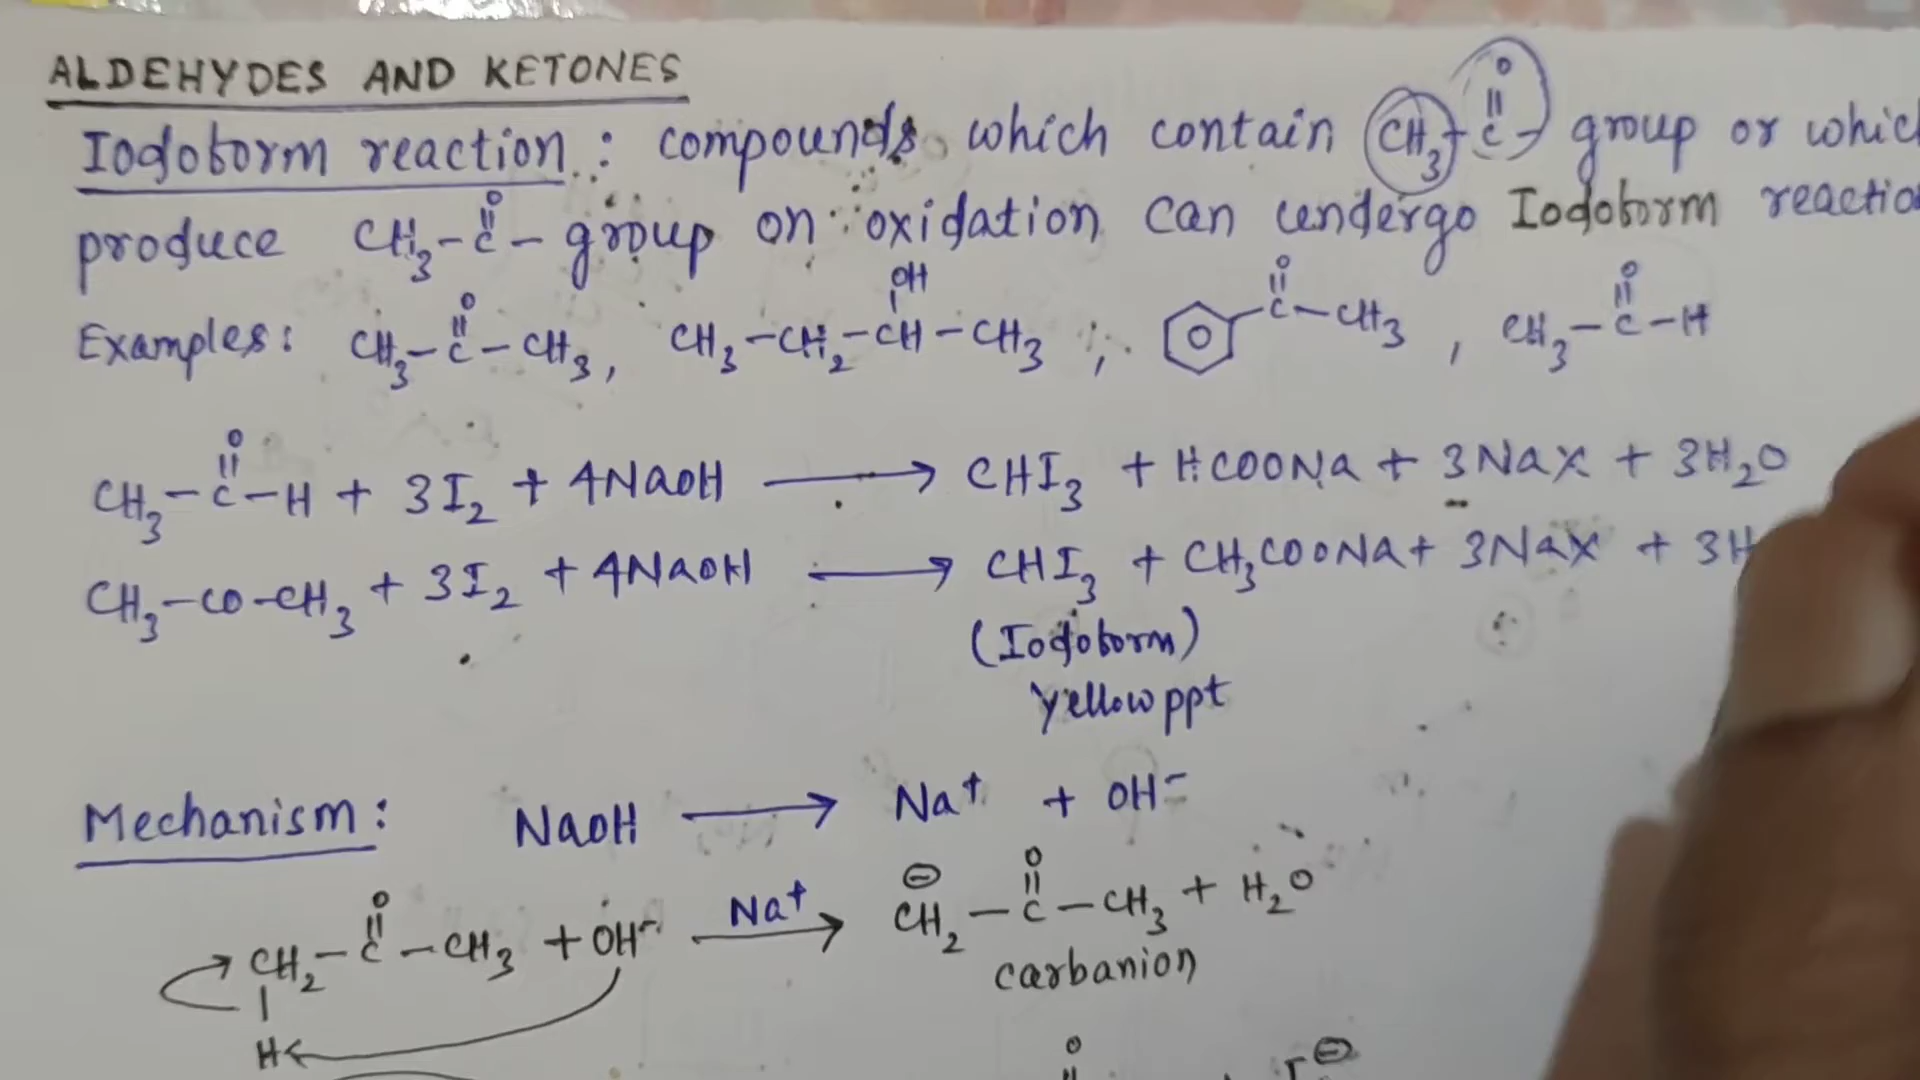 ALDEHYDES AND KETONES
Iodoform reaction : compounds which contain CH₃-C(=O)- group or which
produce CH₃-C(=O)- group on oxidation can undergo Iodoform reactio
Examples: CH₃-C(=O)-CH₃, CH₃-CH₂-CH(OH)-CH₃, ⌬-C(=O)-CH₃, CH₃-C(=O)-H
CH₃-C(=O)-H + 3I₂ + 4NaOH ⟶ CHI₃ + HCOONa + 3NaX + 3H₂O
CH₃-CO-CH₃ + 3I₂ + 4NaOH ⟶ CHI₃ + CH₃COONa + 3NaX + 3H
(Iodoform)
Yellow ppt
Mechanism: NaOH ⟶ Na⁺ + OH⁻
CH₂(H)-C(=O)-CH₃ + OH⁻ —Na⁺→ ⊖CH₂-C(=O)-CH₃ + H₂O
carbanion
O I⊖